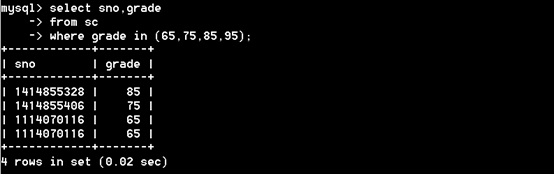 mysql> select sno,grade
    -> from sc
    -> where grade in (65,75,85,95);
+------------+-------+
| sno        | grade |
+------------+-------+
| 1414855328 |    85 |
| 1414855406 |    75 |
| 1114070116 |    65 |
| 1114070116 |    65 |
+------------+-------+
4 rows in set (0.02 sec)